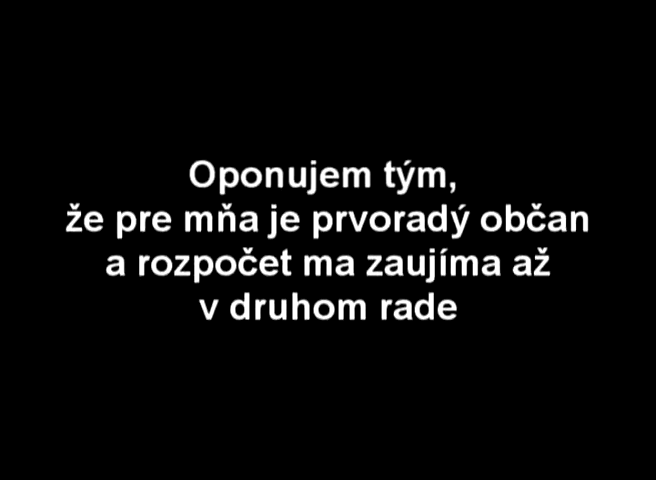 Oponujem tým,
že pre mňa je prvoradý občan
a rozpočet ma zaujíma až
v druhom rade